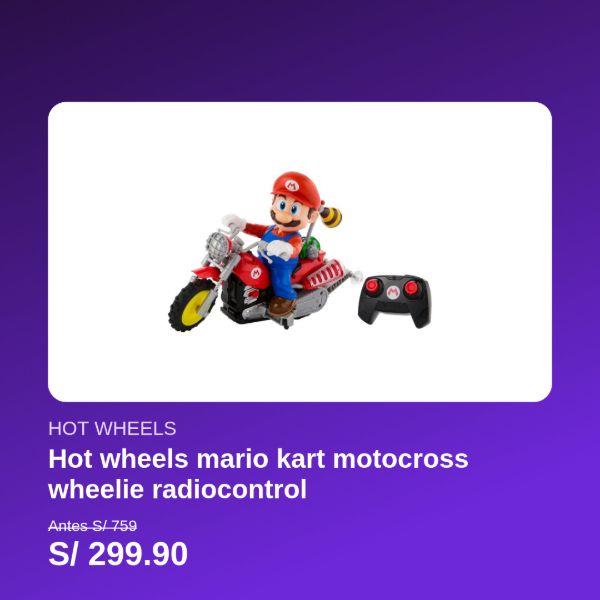 HOT WHEELS
Hot wheels mario kart motocross
wheelie radiocontrol
Antes S/ 759
S/ 299.90